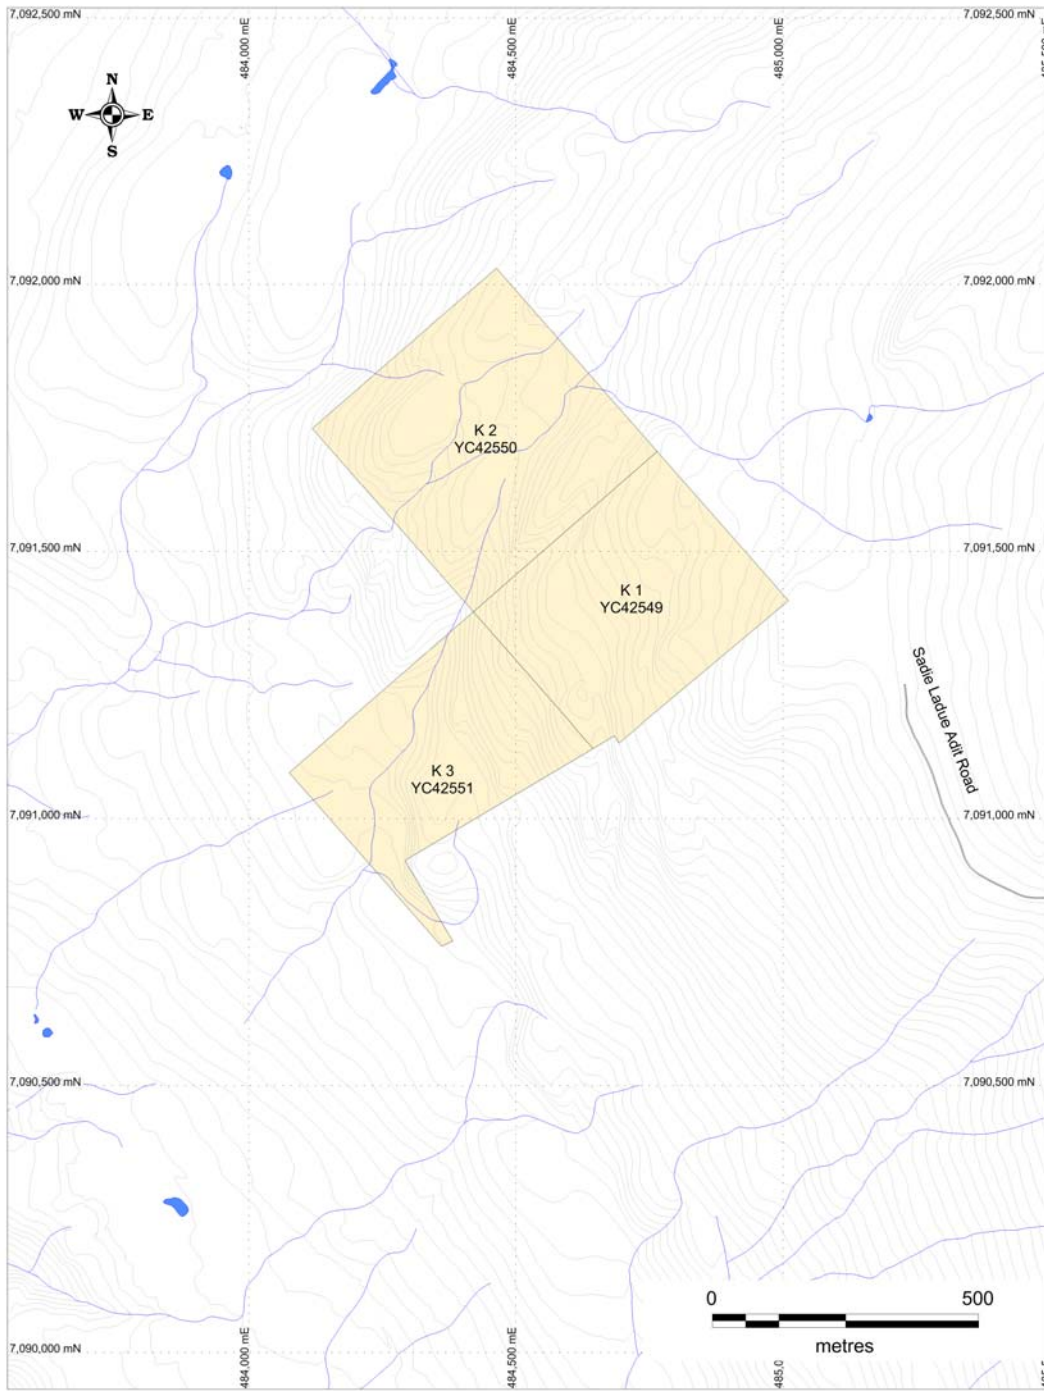 7,092,500 mN
484,000 mE
484,500 mE
485,000 mE
7,092,500 mN
N
W E
S
7,092,000 mN
7,092,000 mN
K 2
YC42550
7,091,500 mN
7,091,500 mN
K 1
YC42549
Sadie Ladue Adit Road
K 3
YC42551
7,091,000 mN
7,091,000 mN
7,090,500 mN
7,090,500 mN
0 500
metres
7,090,000 mN
484,000 mE
484,500 mE
485,0